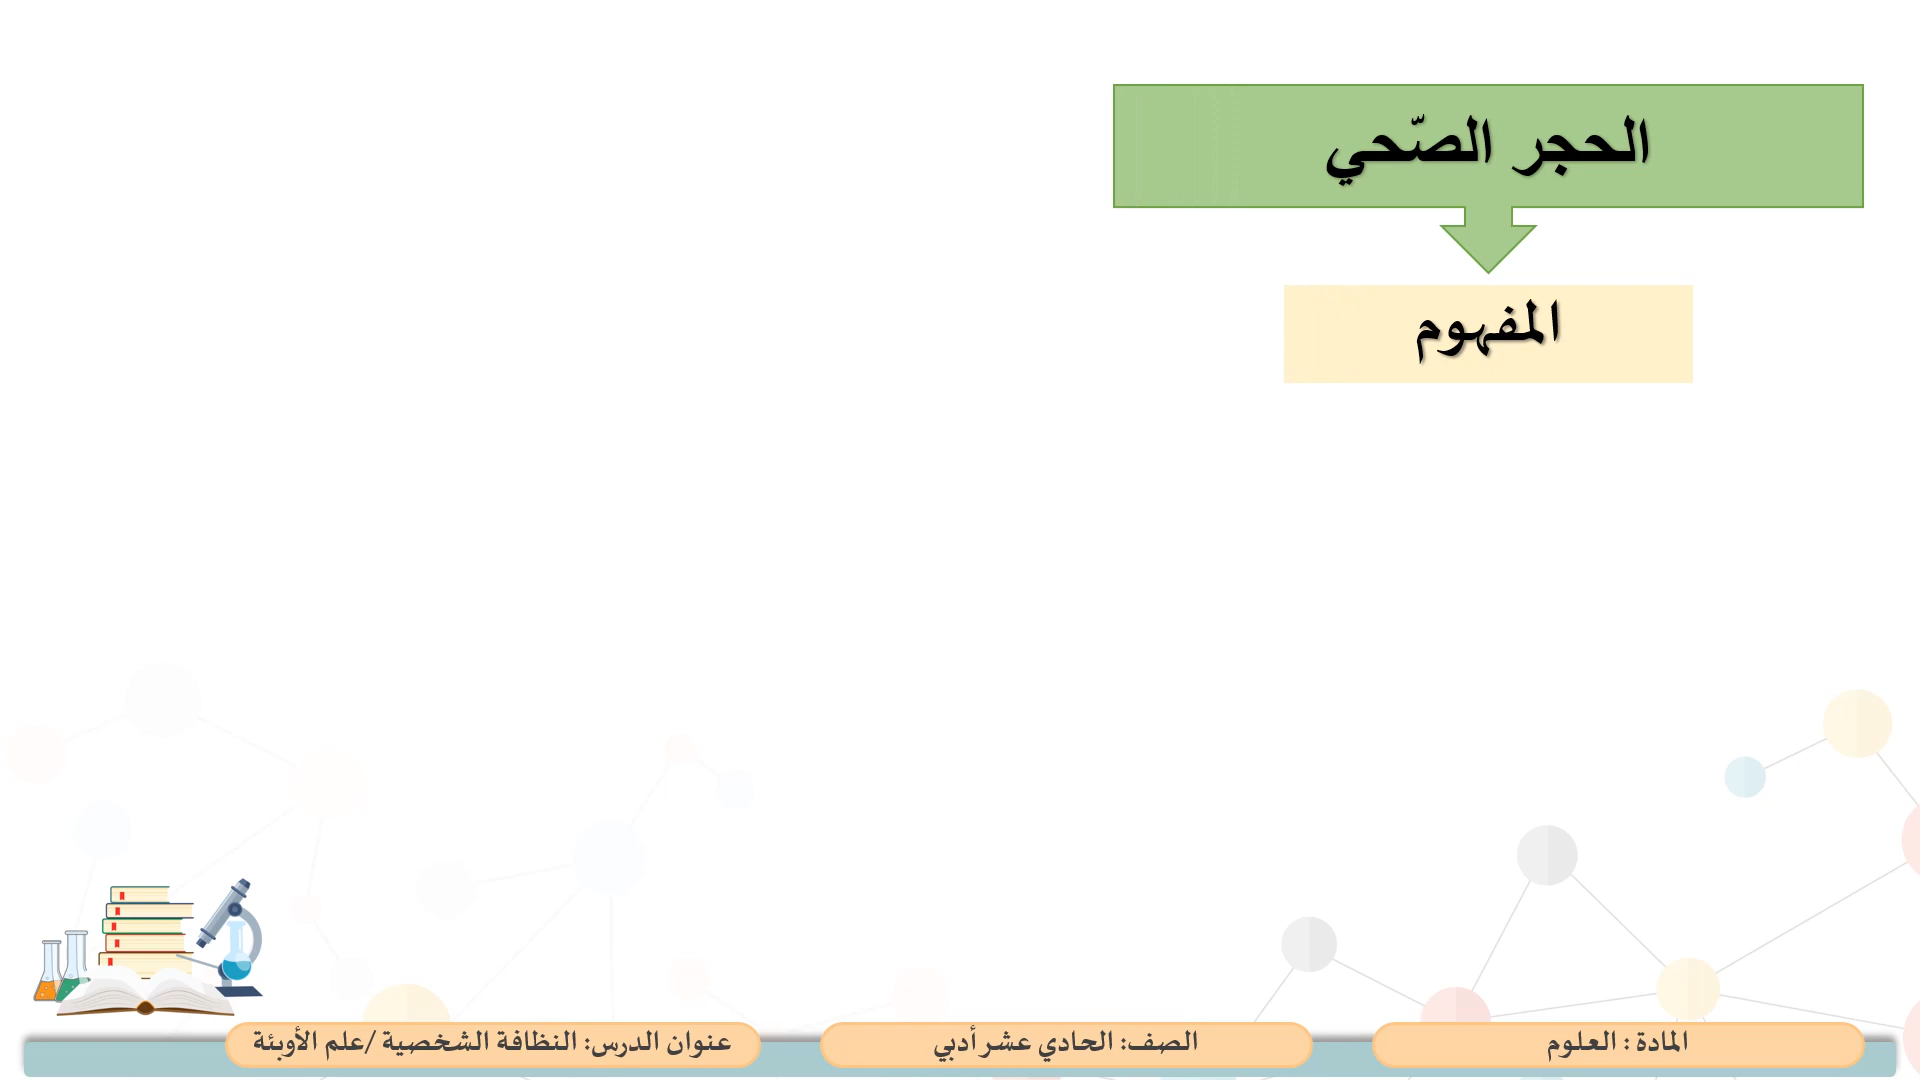 الحجر الصّحي
المفهوم
المادة : العلوم
الصف: الحادي عشر أدبي
عنوان الدرس: النظافة الشخصية /علم الأوبئة